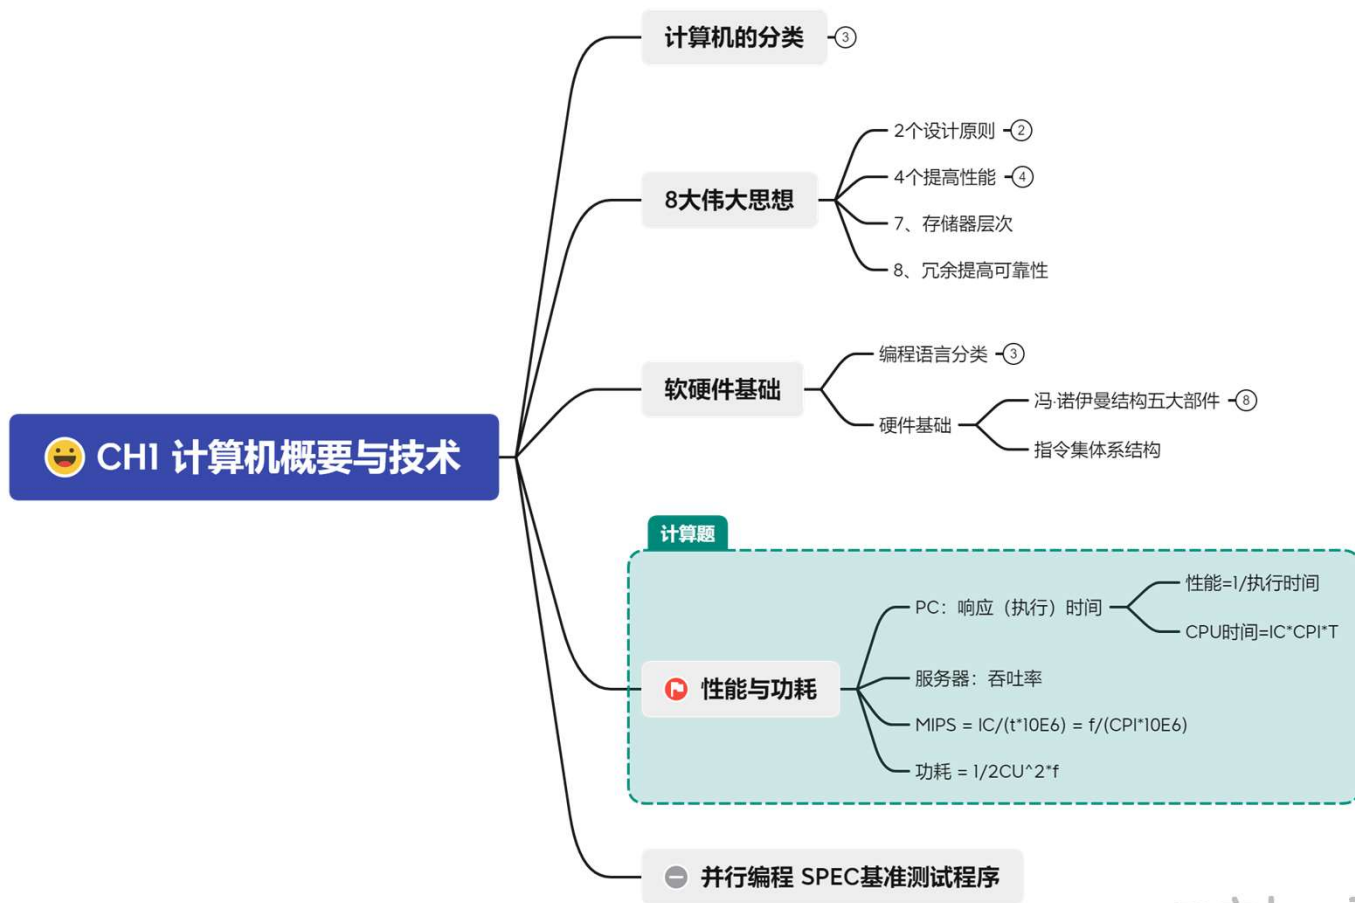 计算机的分类 3
8大伟大思想
2个设计原则 2
4个提高性能 4
7、存储器层次
8、冗余提高可靠性
软硬件基础
编程语言分类 3
硬件基础
冯·诺伊曼结构五大部件 8
指令集体系结构
CH1 计算机概要与技术
计算题
性能与功耗
PC：响应（执行）时间
性能=1/执行时间
CPU时间=IC*CPI*T
服务器：吞吐率
MIPS = IC/(t*10E6) = f/(CPI*10E6)
功耗 = 1/2CU^2*f
并行编程 SPEC基准测试程序